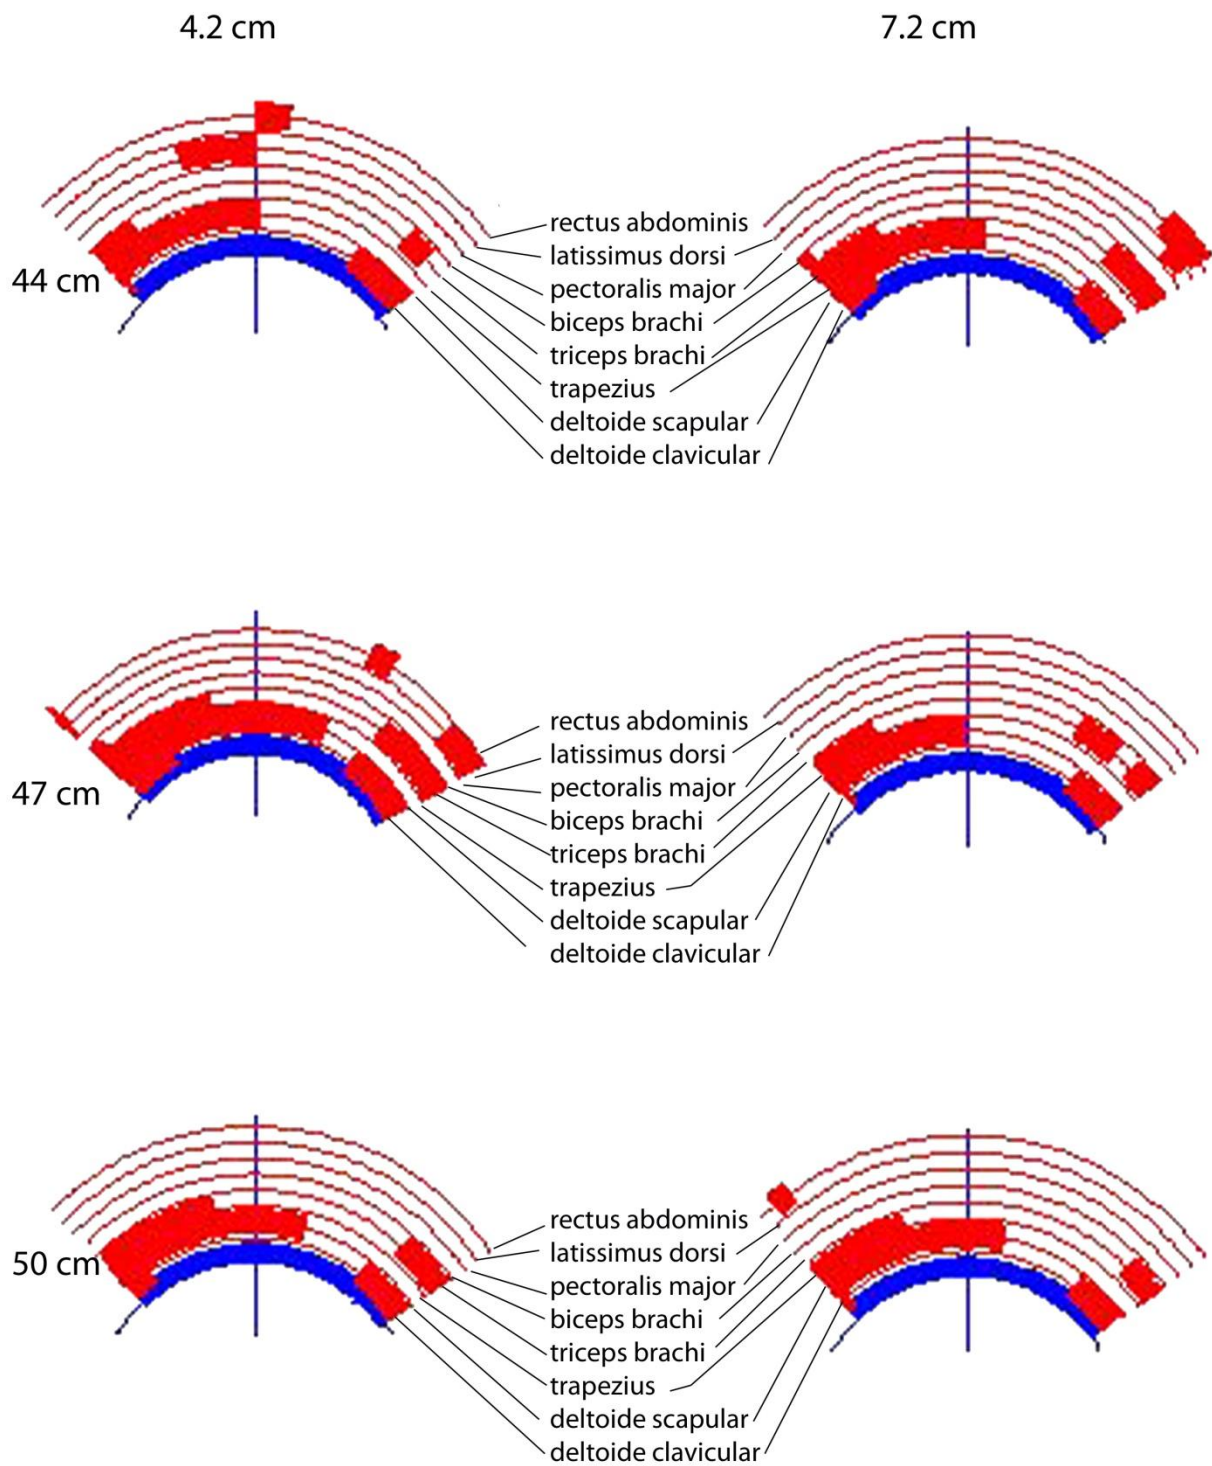 4.2 cm
7.2 cm
44 cm
rectus abdominis
latissimus dorsi
pectoralis major
biceps brachi
triceps brachi
trapezius
deltoide scapular
deltoide clavicular
47 cm
rectus abdominis
latissimus dorsi
pectoralis major
biceps brachi
triceps brachi
trapezius
deltoide scapular
deltoide clavicular
50 cm
rectus abdominis
latissimus dorsi
pectoralis major
biceps brachi
triceps brachi
trapezius
deltoide scapular
deltoide clavicular